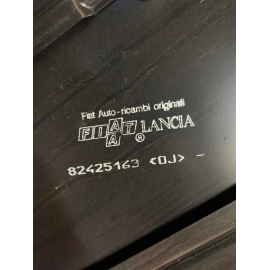 Fiat Auto-ricambi originali
FIAT LANCIA
®
82425163 <DJ> -